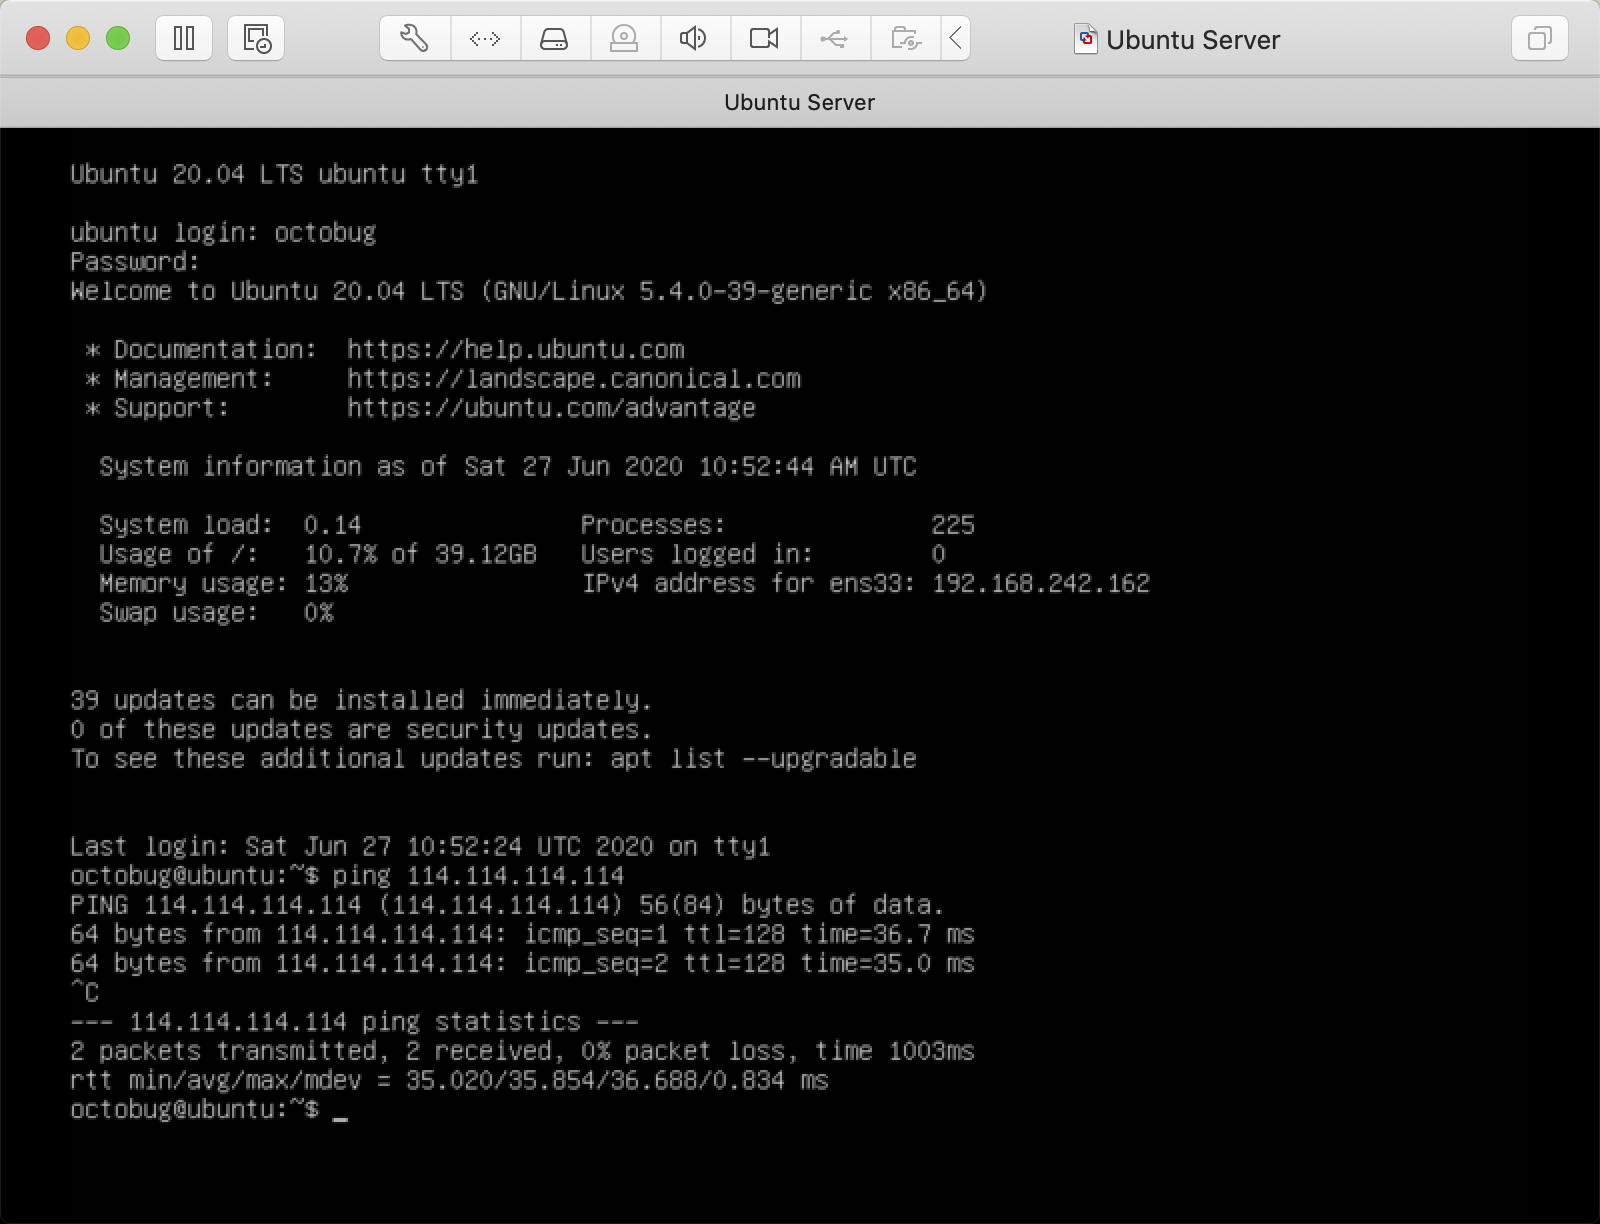 Ubuntu Server
Ubuntu Server
Ubuntu 20.04 LTS ubuntu tty1
ubuntu login: octobug
Password:
Welcome to Ubuntu 20.04 LTS (GNU/Linux 5.4.0-39-generic x86_64)
* Documentation:  https://help.ubuntu.com
* Management:     https://landscape.canonical.com
* Support:        https://ubuntu.com/advantage
System information as of Sat 27 Jun 2020 10:52:44 AM UTC
System load:  0.14               Processes:              225
Usage of /:   10.7% of 39.12GB   Users logged in:        0
Memory usage: 13%                IPv4 address for ens33: 192.168.242.162
Swap usage:   0%
39 updates can be installed immediately.
0 of these updates are security updates.
To see these additional updates run: apt list --upgradable
Last login: Sat Jun 27 10:52:24 UTC 2020 on tty1
octobug@ubuntu:~$ ping 114.114.114.114
PING 114.114.114.114 (114.114.114.114) 56(84) bytes of data.
64 bytes from 114.114.114.114: icmp_seq=1 ttl=128 time=36.7 ms
64 bytes from 114.114.114.114: icmp_seq=2 ttl=128 time=35.0 ms
^C
--- 114.114.114.114 ping statistics ---
2 packets transmitted, 2 received, 0% packet loss, time 1003ms
rtt min/avg/max/mdev = 35.020/35.854/36.688/0.834 ms
octobug@ubuntu:~$ _